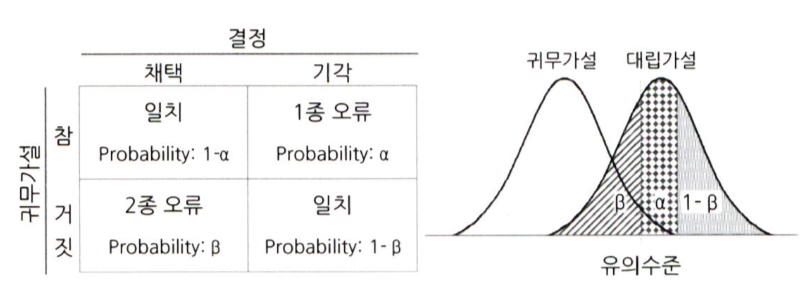 결정
채택 기각
귀무가설
참
일치
Probability: 1-α
1종 오류
Probability: α
거짓
2종 오류
Probability: β
일치
Probability: 1- β
귀무가설 대립가설
β α 1- β
유의수준